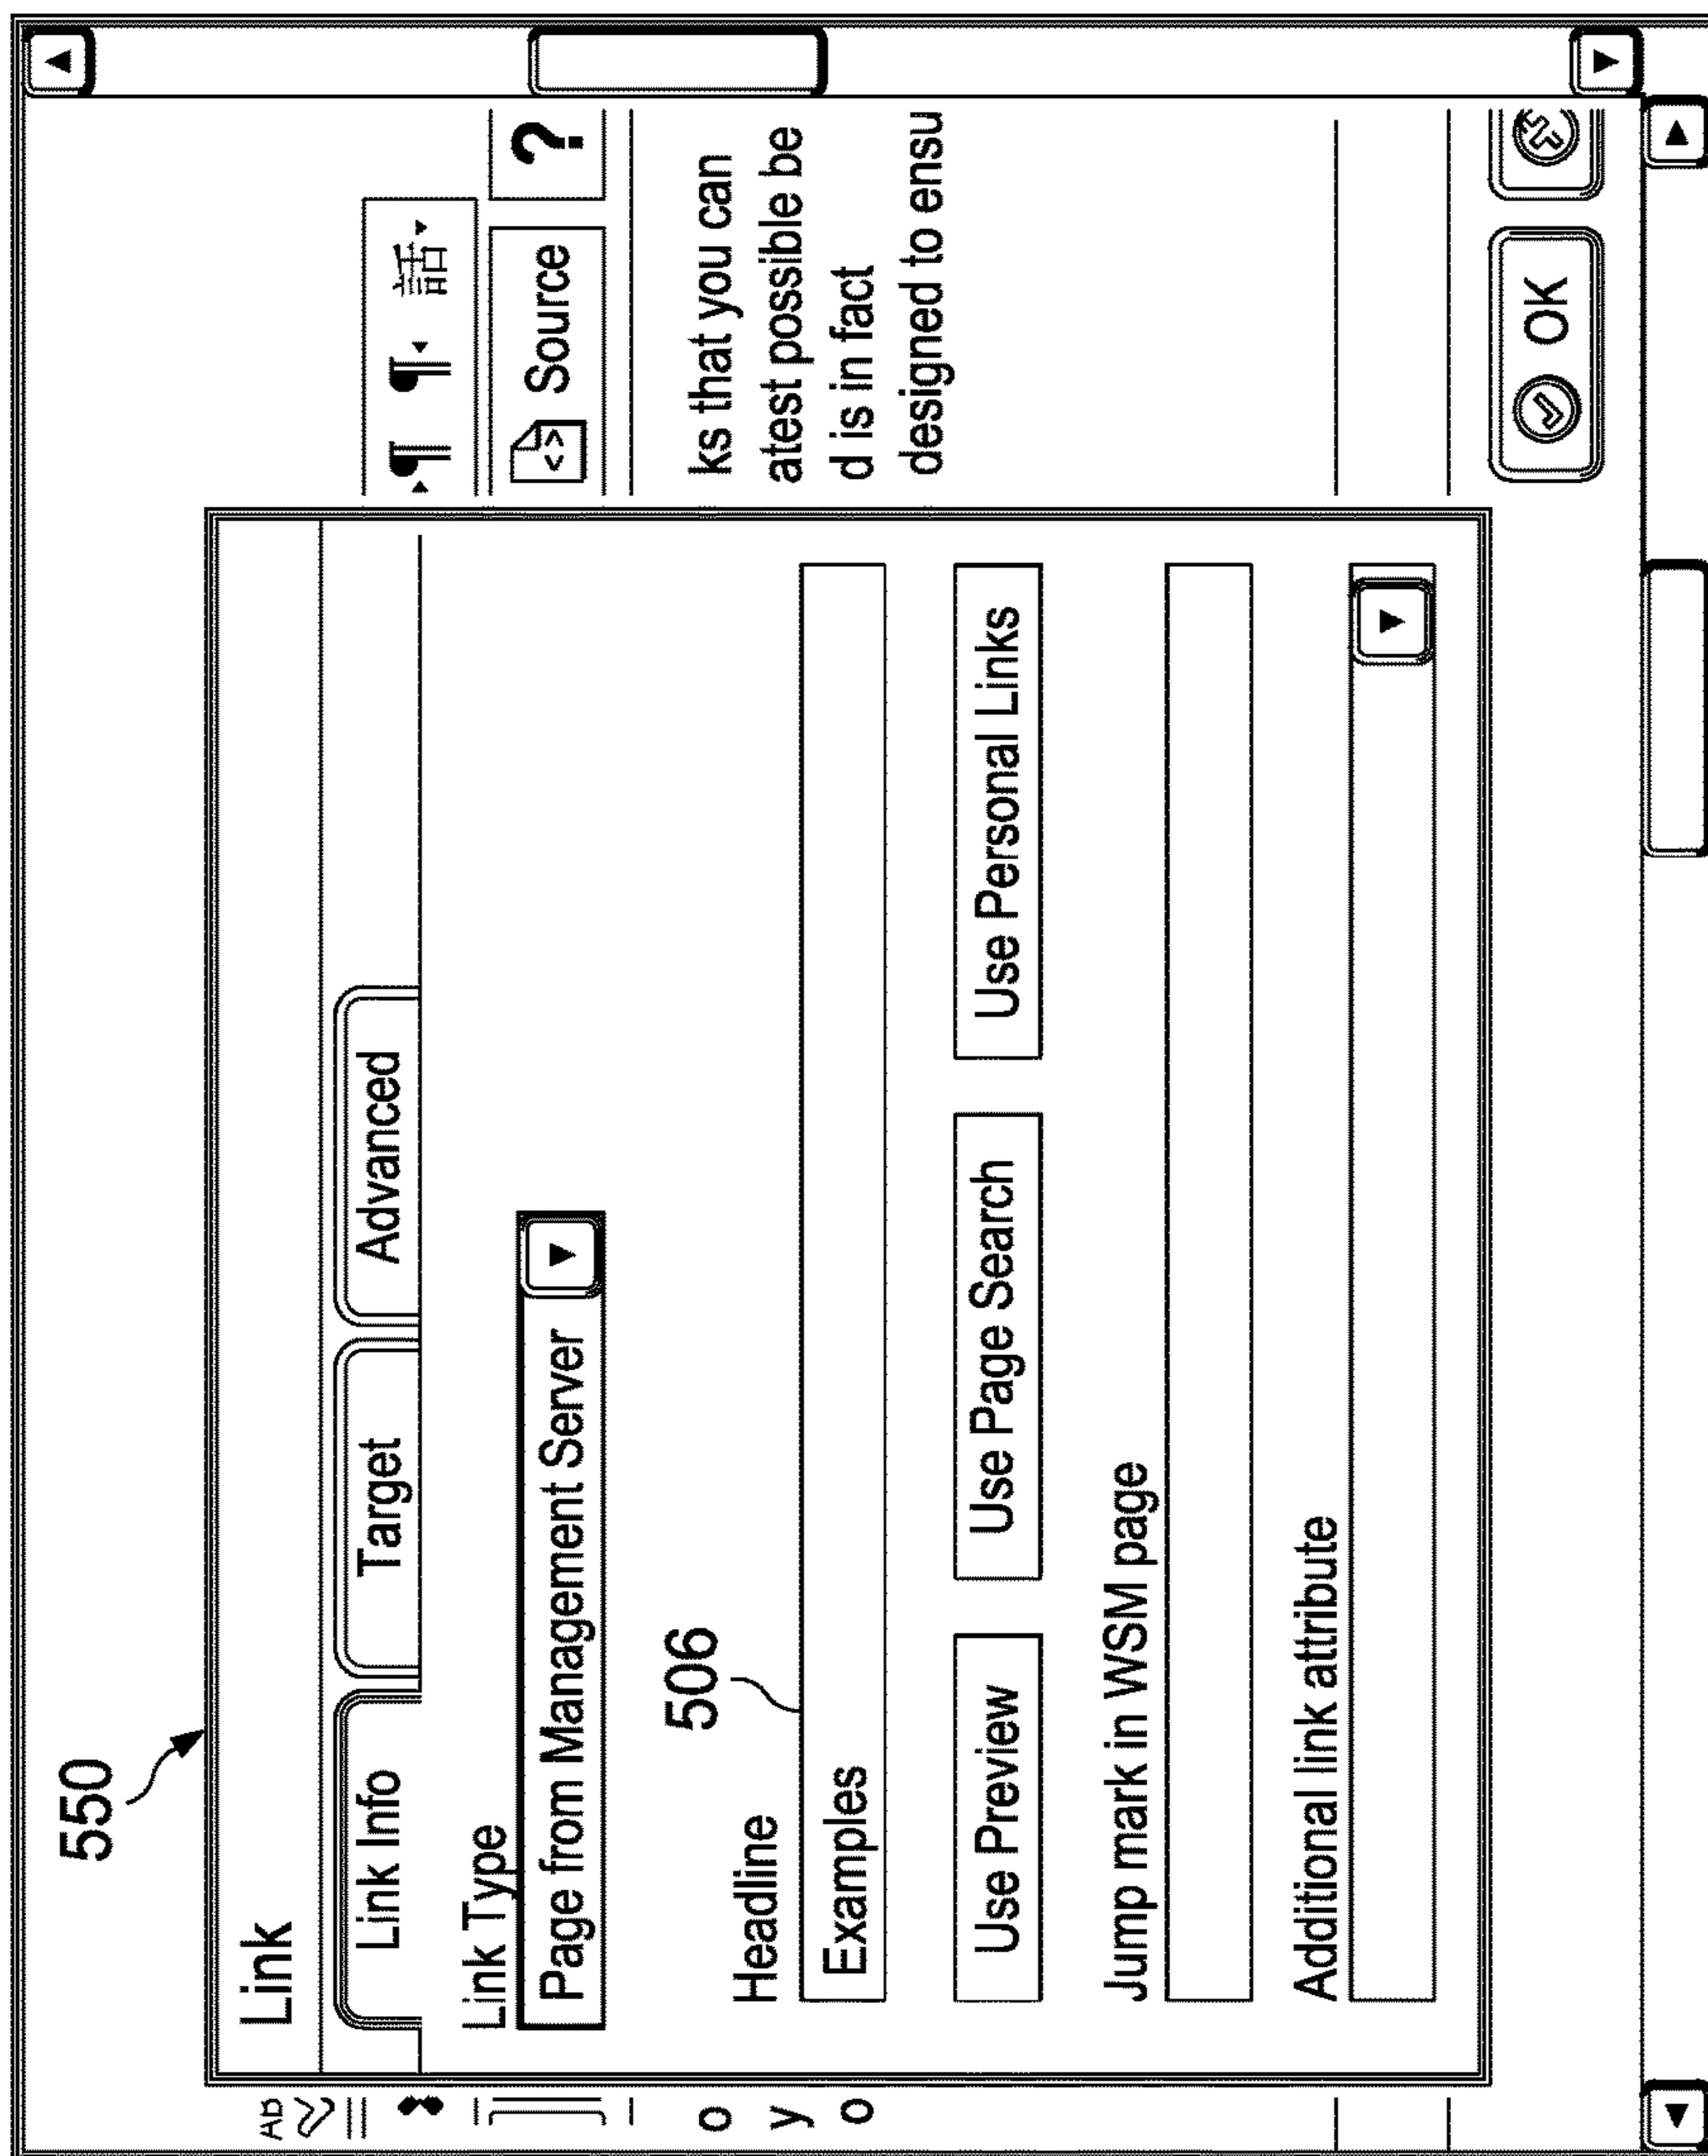 550
Link
Link Info
Target
Advanced
Link Type
Page from Management Server
506
Headline
Examples
Use Preview
Use Page Search
Use Personal Links
Jump mark in WSM page
Additional link attribute
AB
¶ ¶ 話
<> Source
?
o
y
o
ks that you can
atest possible be
d is in fact
designed to ensu
OK